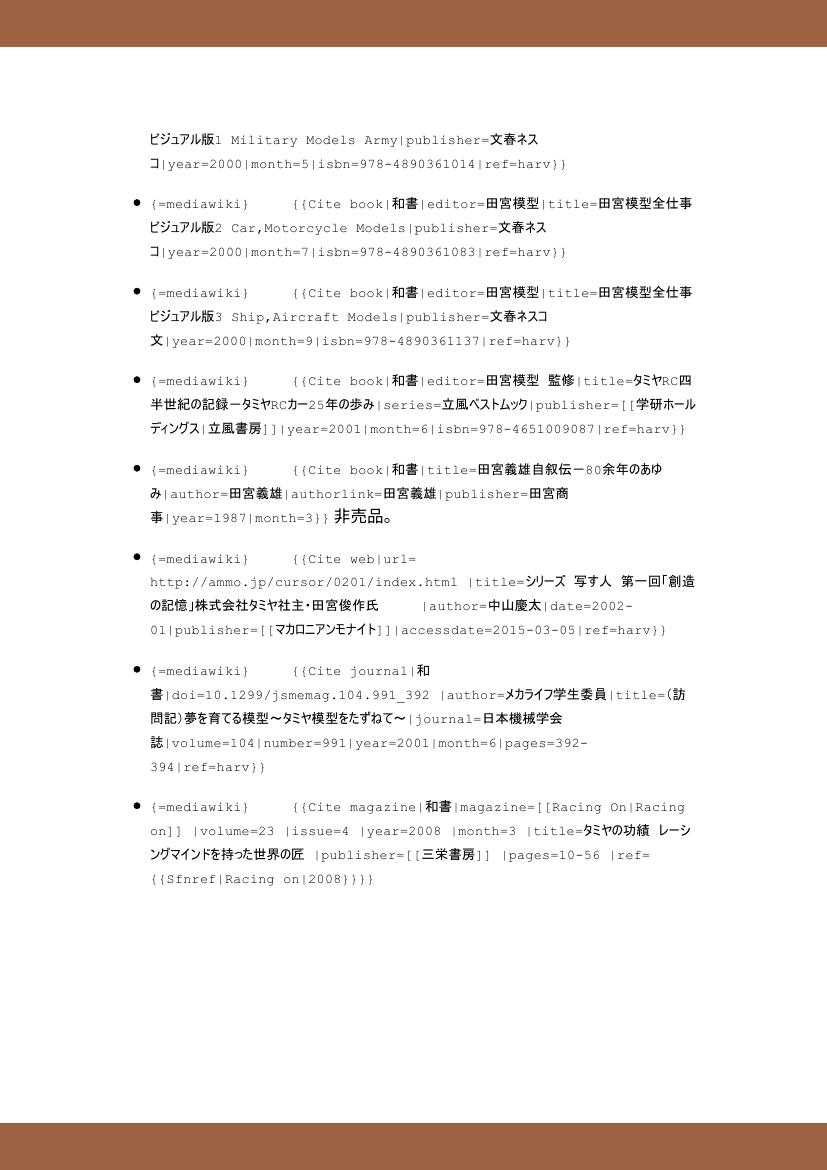 ビジュアル版1 Military Models Army|publisher=文春ネス
コ|year=2000|month=5|isbn=978-4890361014|ref=harv}}
● {=mediawiki} {{Cite book|和書|editor=田宮模型|title=田宮模型全仕事
ビジュアル版2 Car,Motorcycle Models|publisher=文春ネス
コ|year=2000|month=7|isbn=978-4890361083|ref=harv}}
● {=mediawiki} {{Cite book|和書|editor=田宮模型|title=田宮模型全仕事
ビジュアル版3 Ship,Aircraft Models|publisher=文春ネスコ
文|year=2000|month=9|isbn=978-4890361137|ref=harv}}
● {=mediawiki} {{Cite book|和書|editor=田宮模型 監修|title=タミヤRC四
半世紀の記録ータミヤRCカー25年の歩み|series=立風ベストムック|publisher=[[学研ホール
ディングス|立風書房]]|year=2001|month=6|isbn=978-4651009087|ref=harv}}
● {=mediawiki} {{Cite book|和書|title=田宮義雄自叙伝ー80余年のあゆ
み|author=田宮義雄|authorlink=田宮義雄|publisher=田宮商
事|year=1987|month=3}} 非売品。
● {=mediawiki} {{Cite web|url=
http://ammo.jp/cursor/0201/index.html |title=シリーズ 写す人 第一回「創造
の記憶」株式会社タミヤ社主・田宮俊作氏 |author=中山慶太|date=2002-
01|publisher=[[マカロニアンモナイト]]|accessdate=2015-03-05|ref=harv}}
● {=mediawiki} {{Cite journal|和
書|doi=10.1299/jsmemag.104.991_392 |author=メカライフ学生委員|title=(訪
問記)夢を育てる模型〜タミヤ模型をたずねて〜|journal=日本機械学会
誌|volume=104|number=991|year=2001|month=6|pages=392-
394|ref=harv}}
● {=mediawiki} {{Cite magazine|和書|magazine=[[Racing On|Racing
on]] |volume=23 |issue=4 |year=2008 |month=3 |title=タミヤの功績 レーシ
ングマインドを持った世界の匠 |publisher=[[三栄書房]] |pages=10-56 |ref=
{{Sfnref|Racing on|2008}}}}